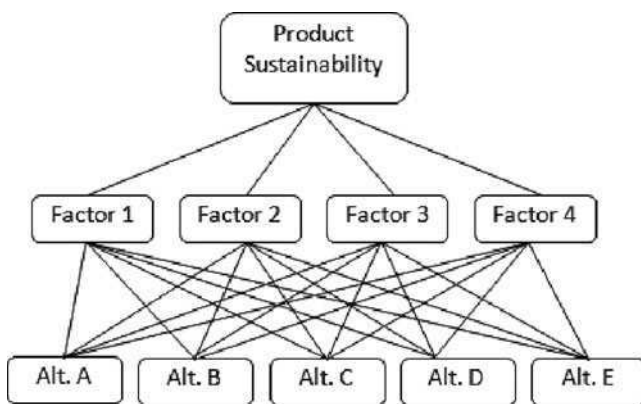 Product
Sustainability
Factor 1
Factor 2
Factor 3
Factor 4
Alt. A
Alt. B
Alt. C
Alt. D
Alt. E